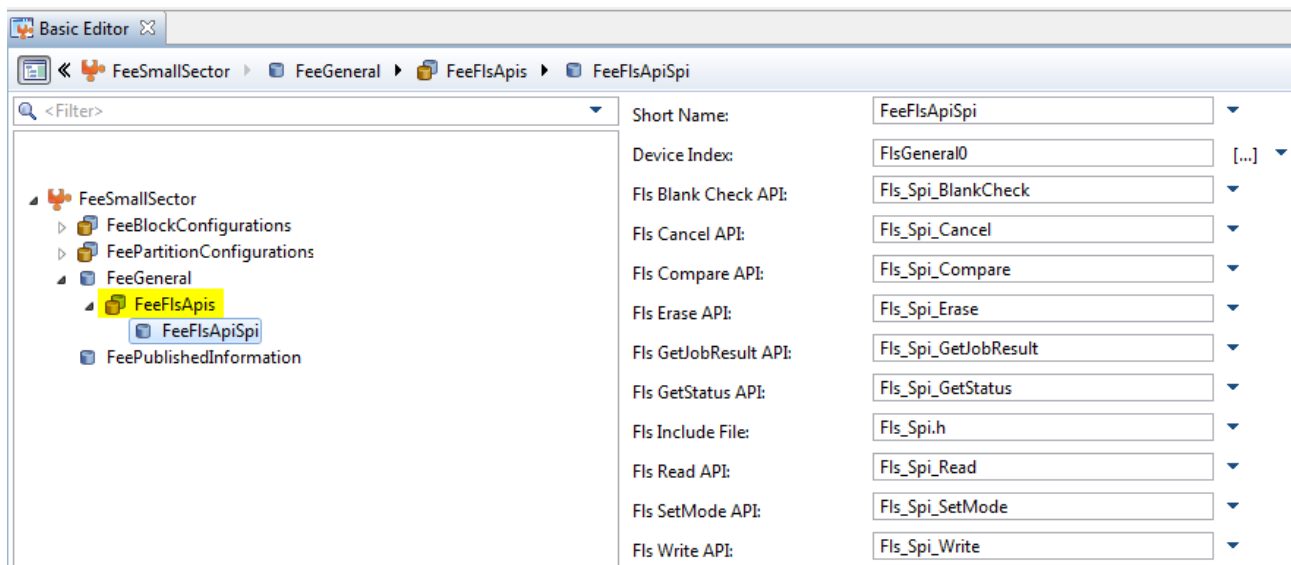 Basic Editor
FeeSmallSector FeeGeneral FeeFlsApis FeeFlsApiSpi
<Filter>
FeeSmallSector
FeeBlockConfigurations
FeePartitionConfigurations
FeeGeneral
FeeFlsApis
FeeFlsApiSpi
FeePublishedInformation
Short Name: FeeFlsApiSpi
Device Index: FlsGeneral0 [...]
Fls Blank Check API: Fls_Spi_BlankCheck
Fls Cancel API: Fls_Spi_Cancel
Fls Compare API: Fls_Spi_Compare
Fls Erase API: Fls_Spi_Erase
Fls GetJobResult API: Fls_Spi_GetJobResult
Fls GetStatus API: Fls_Spi_GetStatus
Fls Include File: Fls_Spi.h
Fls Read API: Fls_Spi_Read
Fls SetMode API: Fls_Spi_SetMode
Fls Write API: Fls_Spi_Write